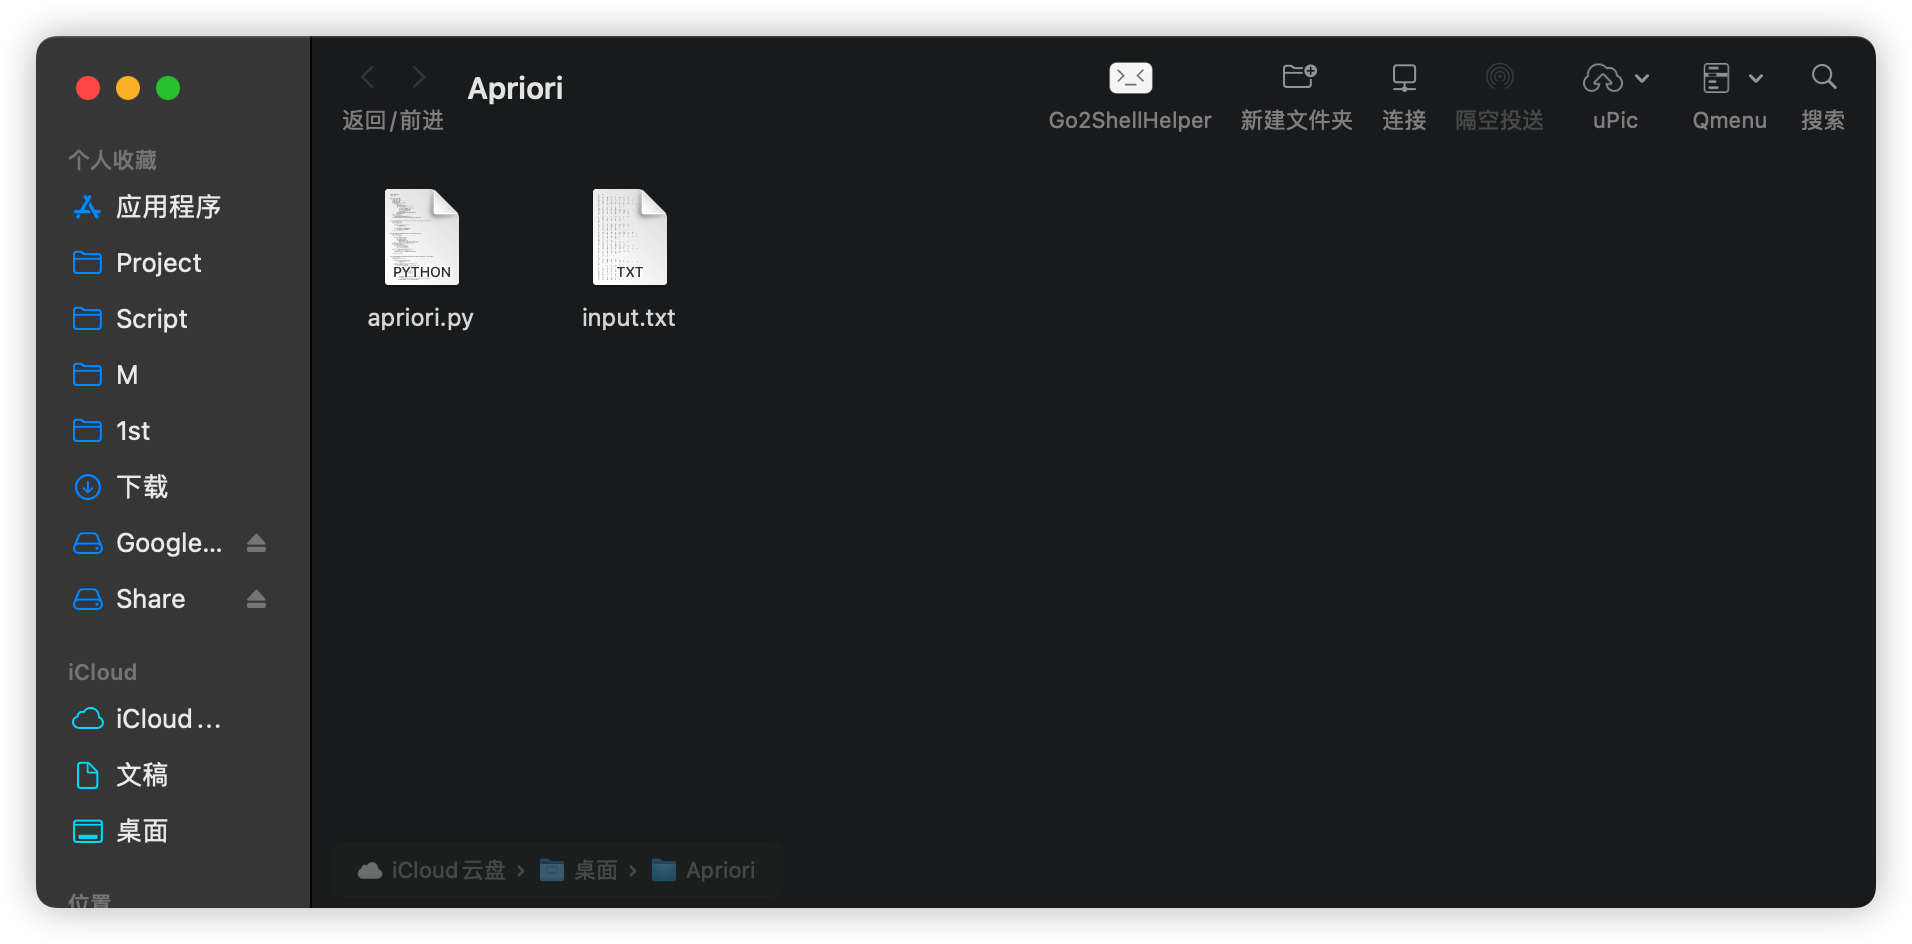 Apriori
返回/前进
Go2ShellHelper
新建文件夹
连接
隔空投送
uPic
Qmenu
搜索
个人收藏
应用程序
Project
Script
M
1st
下载
Google...
Share
iCloud
iCloud...
文稿
桌面
位置
PYTHON
apriori.py
TXT
input.txt
iCloud云盘 › 桌面 › Apriori